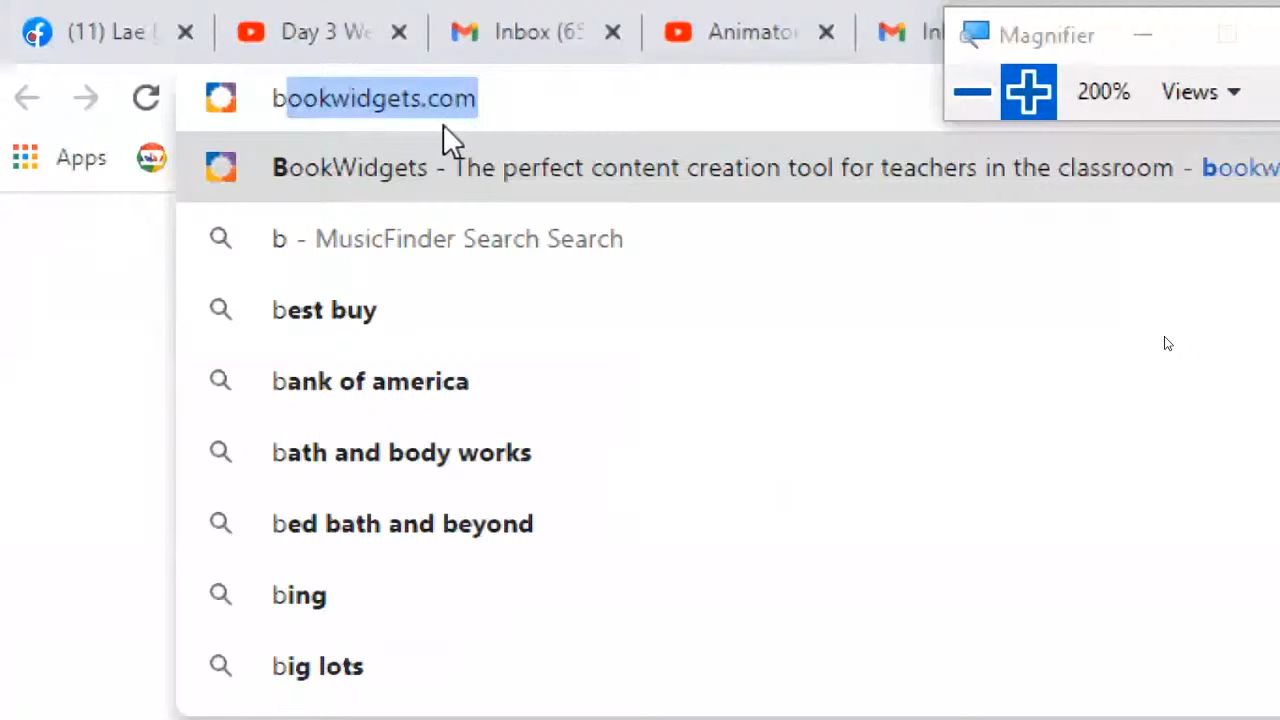 (11) Lae Day 3 We Inbox (65 Animato
Magnifier
200% Views
bookwidgets.com
Apps
BookWidgets - The perfect content creation tool for teachers in the classroom - bookw
b - MusicFinder Search Search
best buy
bank of america
bath and body works
bed bath and beyond
bing
big lots